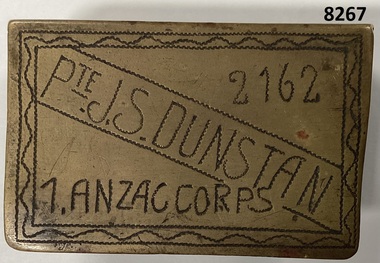 8267
PTE J.S. DUNSTAN
2162
1. ANZAC CORPS